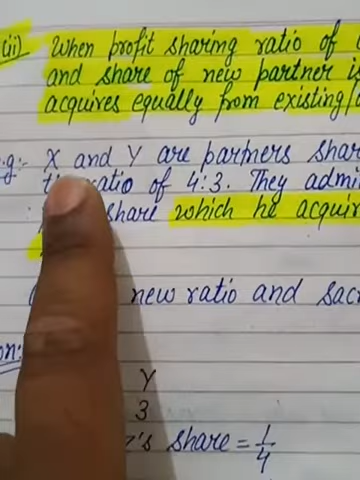 (ii) When profit sharing ratio of
and share of new partner is
acquires equally from existing/
e.g:- X and Y are partners shar
ratio of 4:3. They admi
share which he acquir
new ratio and sac
on:
Y
3
's share = 1/4